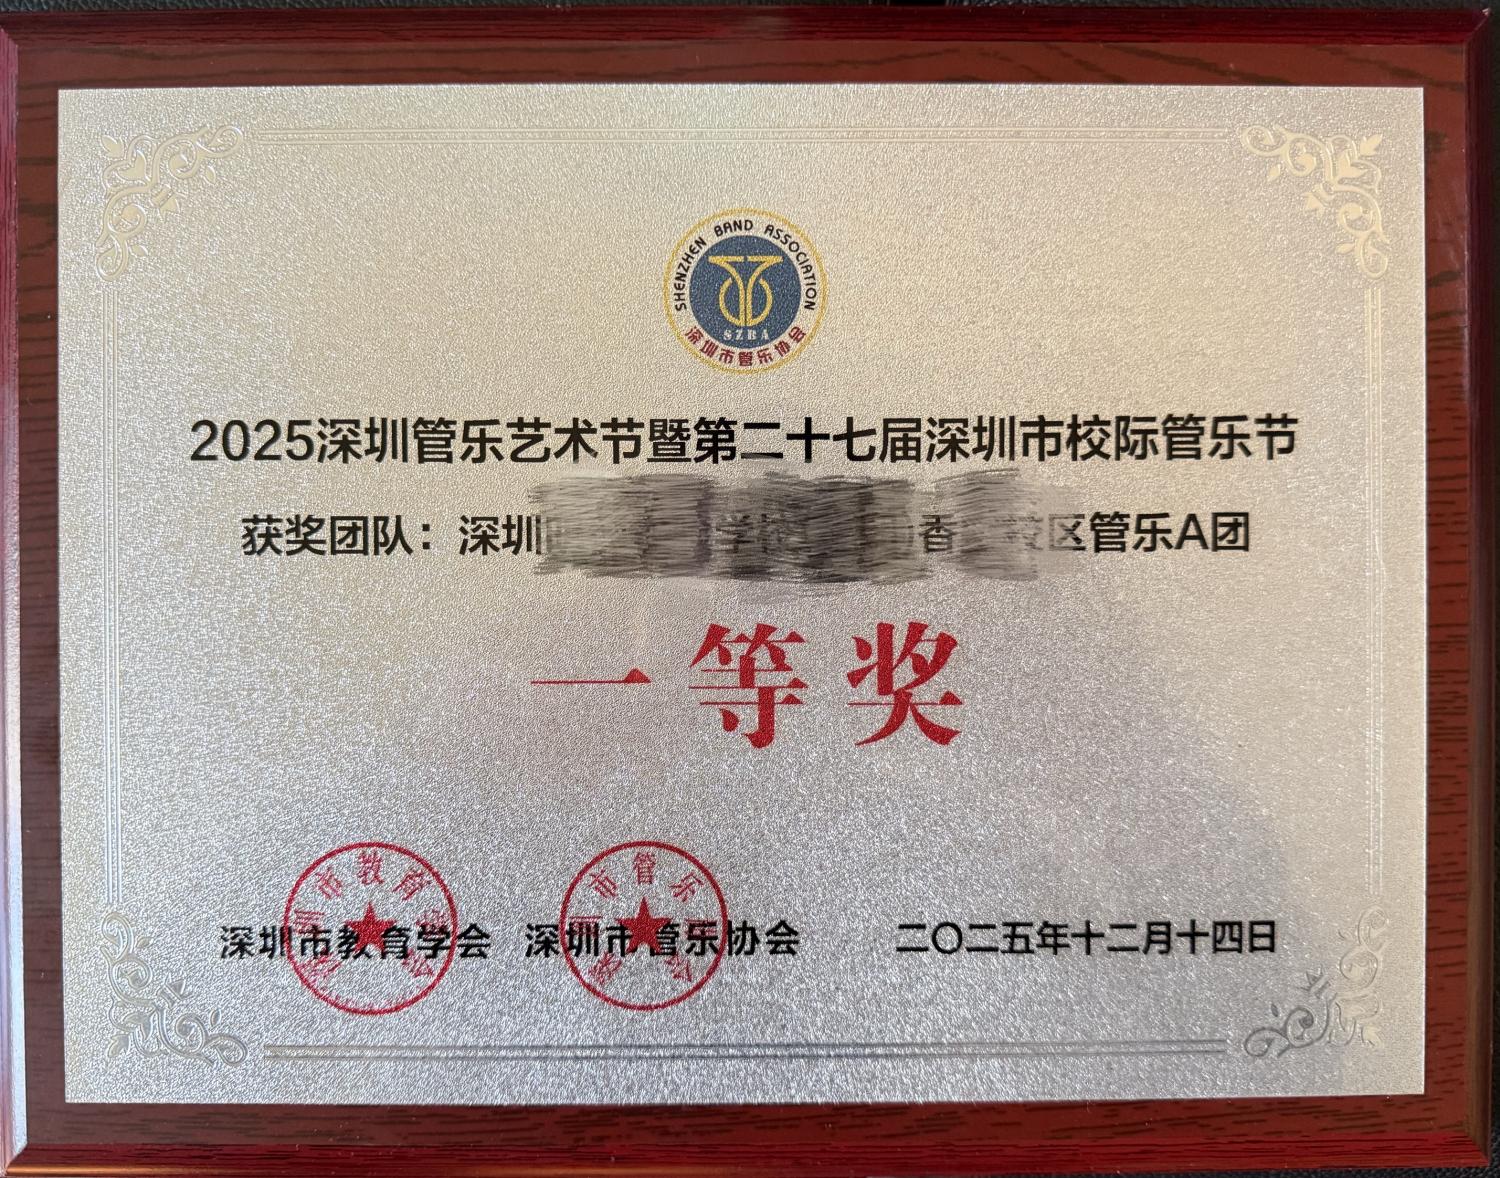 SHENZHEN BAND ASSOCIATION
SZBA
深圳市管乐协会
2025深圳管乐艺术节暨第二十七届深圳市校际管乐节
获奖团队：深圳 学校 香 校区管乐A团
一等奖
深圳市教育学会 深圳市管乐协会 二〇二五年十二月十四日